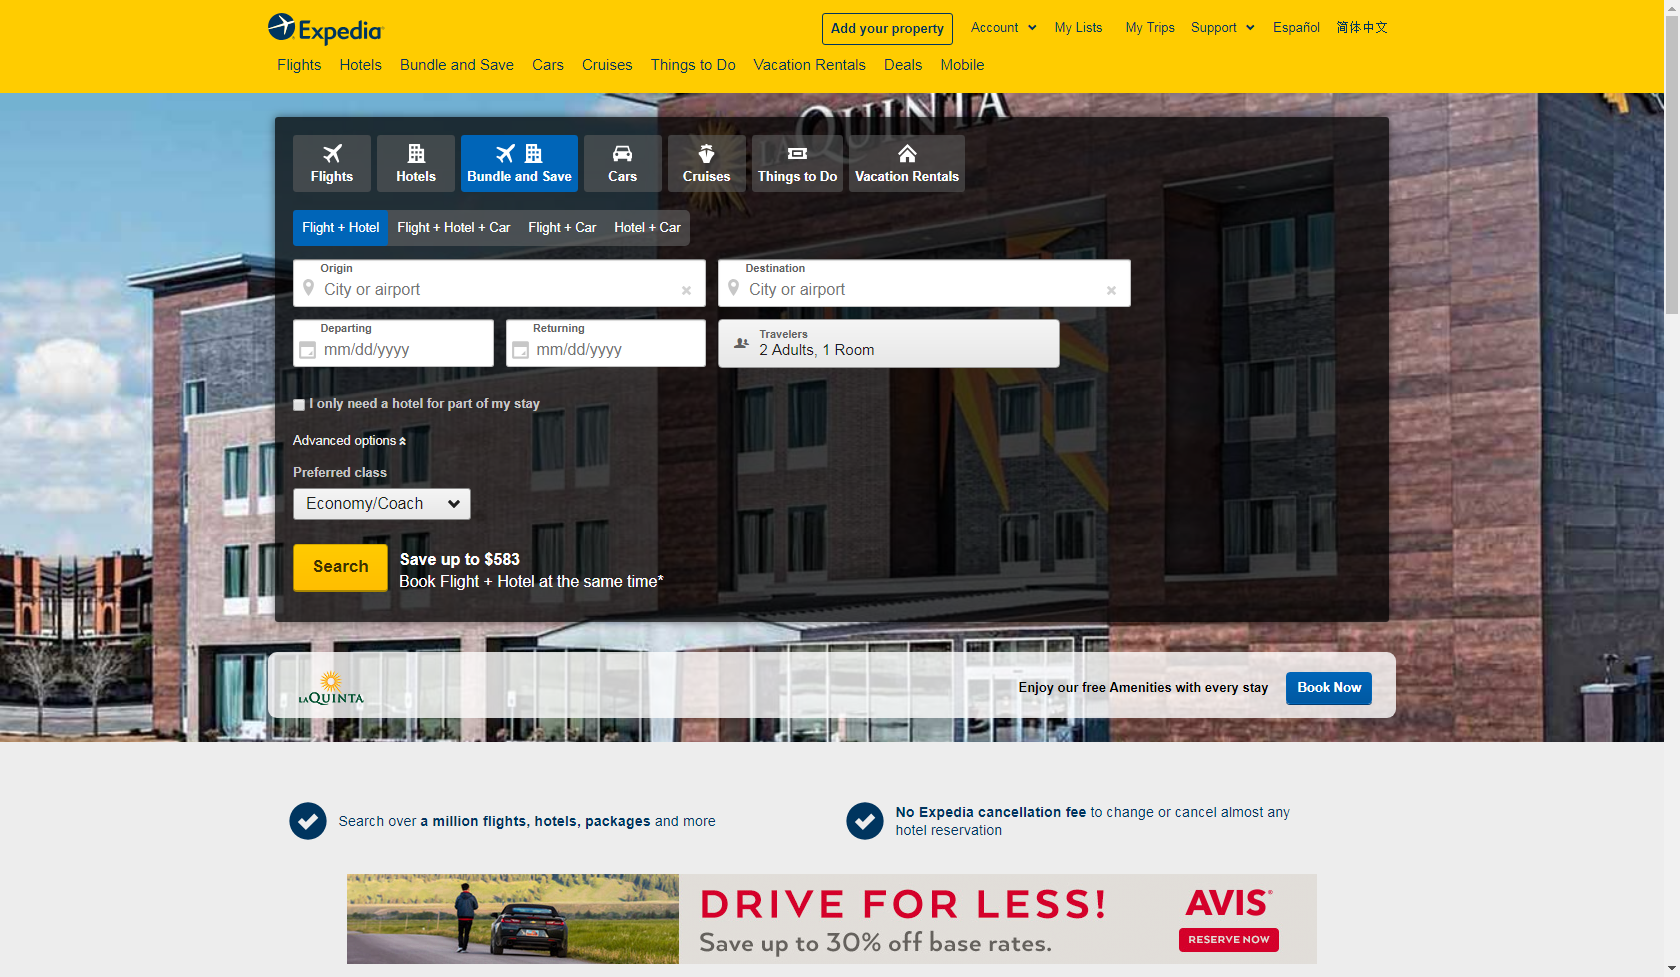 Expedia
Add your property
Account
My Lists
My Trips
Support
Español
简体中文
Flights
Hotels
Bundle and Save
Cars
Cruises
Things to Do
Vacation Rentals
Deals
Mobile
LAQUINTA
Flights
Hotels
Bundle and Save
Cars
Cruises
Things to Do
Vacation Rentals
Flight + Hotel
Flight + Hotel + Car
Flight + Car
Hotel + Car
Origin
City or airport
Destination
City or airport
Departing
mm/dd/yyyy
Returning
mm/dd/yyyy
Travelers
2 Adults, 1 Room
I only need a hotel for part of my stay
Advanced options
Preferred class
Economy/Coach
Search
Save up to $583
Book Flight + Hotel at the same time*
LAQUINTA
Enjoy our free Amenities with every stay
Book Now
Search over a million flights, hotels, packages and more
No Expedia cancellation fee to change or cancel almost any
hotel reservation
DRIVE FOR LESS!
Save up to 30% off base rates.
AVIS®
RESERVE NOW